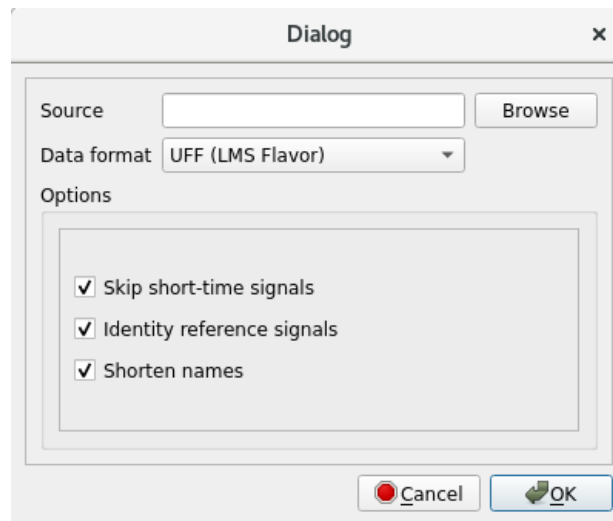 Dialog
Source Browse
Data format UFF (LMS Flavor)
Options
Skip short-time signals
Identity reference signals
Shorten names
Cancel OK